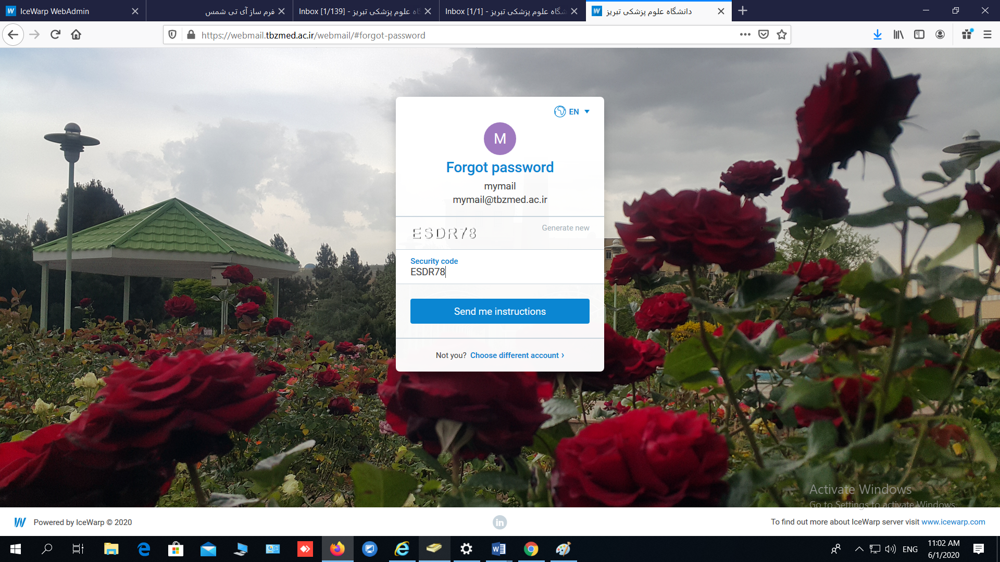 IceWarp WebAdmin
فرم ساز آی تی شمس
Inbox [1/139] - دانشگاه علوم پزشکی تبریز
Inbox [1/1] - دانشگاه علوم پزشکی تبریز
دانشگاه علوم پزشکی تبریز
https://webmail.tbzmed.ac.ir/webmail/#forgot-password
EN
M
Forgot password
mymail
mymail@tbzmed.ac.ir
ESDR78
Generate new
Security code
ESDR78
Send me instructions
Not you? Choose different account ›
Activate Windows
Go to Settings to activate Windows.
Powered by IceWarp © 2020
in
To find out more about IceWarp server visit www.icewarp.com
ENG
11:02 AM
6/1/2020